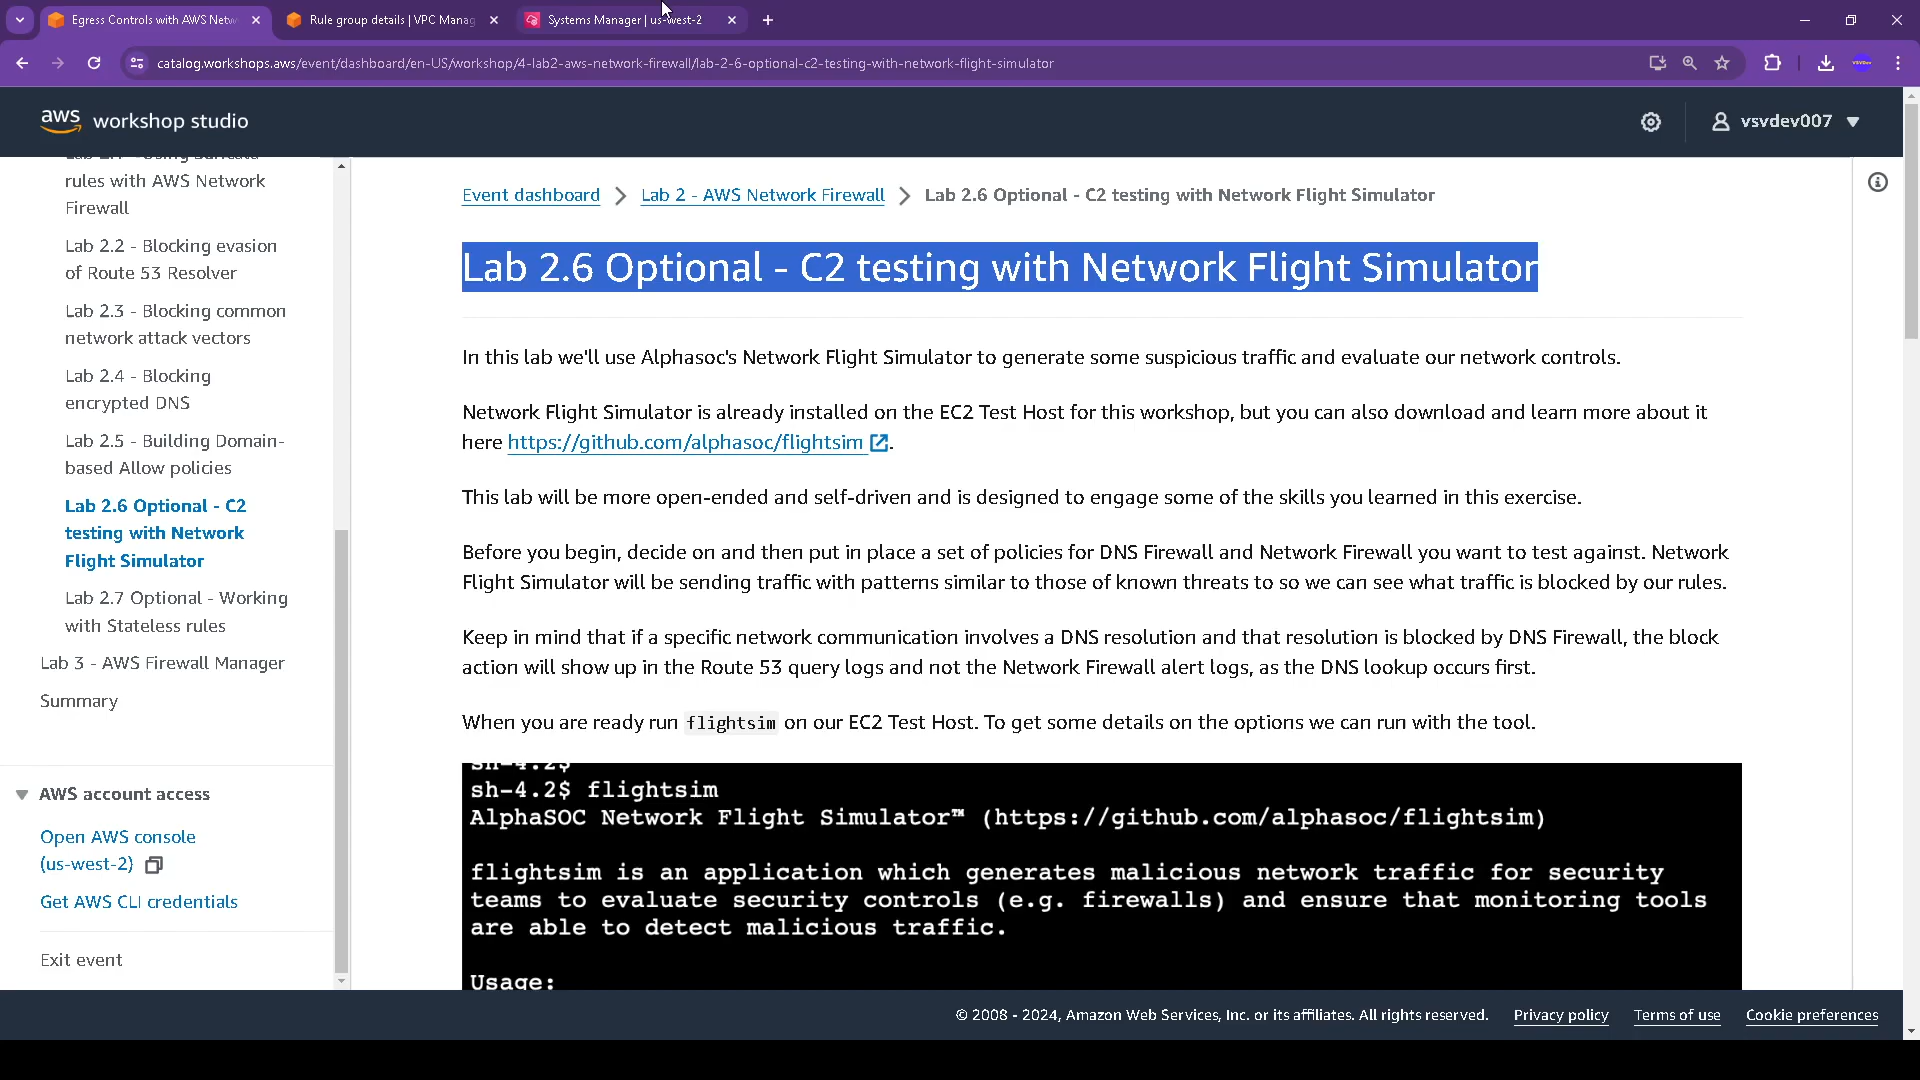 Egress Controls with AWS Netw
Rule group details | VPC Manag
Systems Manager | us-west-2
catalog.workshops.aws/event/dashboard/en-US/workshop/4-lab2-aws-network-firewall/lab-2-6-optional-c2-testing-with-network-flight-simulator
aws workshop studio
vsvdev007
rules with AWS Network
Firewall
Lab 2.2 - Blocking evasion
of Route 53 Resolver
Lab 2.3 - Blocking common
network attack vectors
Lab 2.4 - Blocking
encrypted DNS
Lab 2.5 - Building Domain-
based Allow policies
Lab 2.6 Optional - C2
testing with Network
Flight Simulator
Lab 2.7 Optional - Working
with Stateless rules
Lab 3 - AWS Firewall Manager
Summary
AWS account access
Open AWS console
(us-west-2)
Get AWS CLI credentials
Exit event
Event dashboard > Lab 2 - AWS Network Firewall > Lab 2.6 Optional - C2 testing with Network Flight Simulator
Lab 2.6 Optional - C2 testing with Network Flight Simulator
In this lab we'll use Alphasoc's Network Flight Simulator to generate some suspicious traffic and evaluate our network controls.
Network Flight Simulator is already installed on the EC2 Test Host for this workshop, but you can also download and learn more about it
here https://github.com/alphasoc/flightsim.
This lab will be more open-ended and self-driven and is designed to engage some of the skills you learned in this exercise.
Before you begin, decide on and then put in place a set of policies for DNS Firewall and Network Firewall you want to test against. Network
Flight Simulator will be sending traffic with patterns similar to those of known threats to so we can see what traffic is blocked by our rules.
Keep in mind that if a specific network communication involves a DNS resolution and that resolution is blocked by DNS Firewall, the block
action will show up in the Route 53 query logs and not the Network Firewall alert logs, as the DNS lookup occurs first.
When you are ready run flightsim on our EC2 Test Host. To get some details on the options we can run with the tool.
sh-4.2$
sh-4.2$ flightsim
AlphaSOC Network Flight Simulator™ (https://github.com/alphasoc/flightsim)
flightsim is an application which generates malicious network traffic for security
teams to evaluate security controls (e.g. firewalls) and ensure that monitoring tools
are able to detect malicious traffic.
Usage:
© 2008 - 2024, Amazon Web Services, Inc. or its affiliates. All rights reserved. Privacy policy Terms of use Cookie preferences